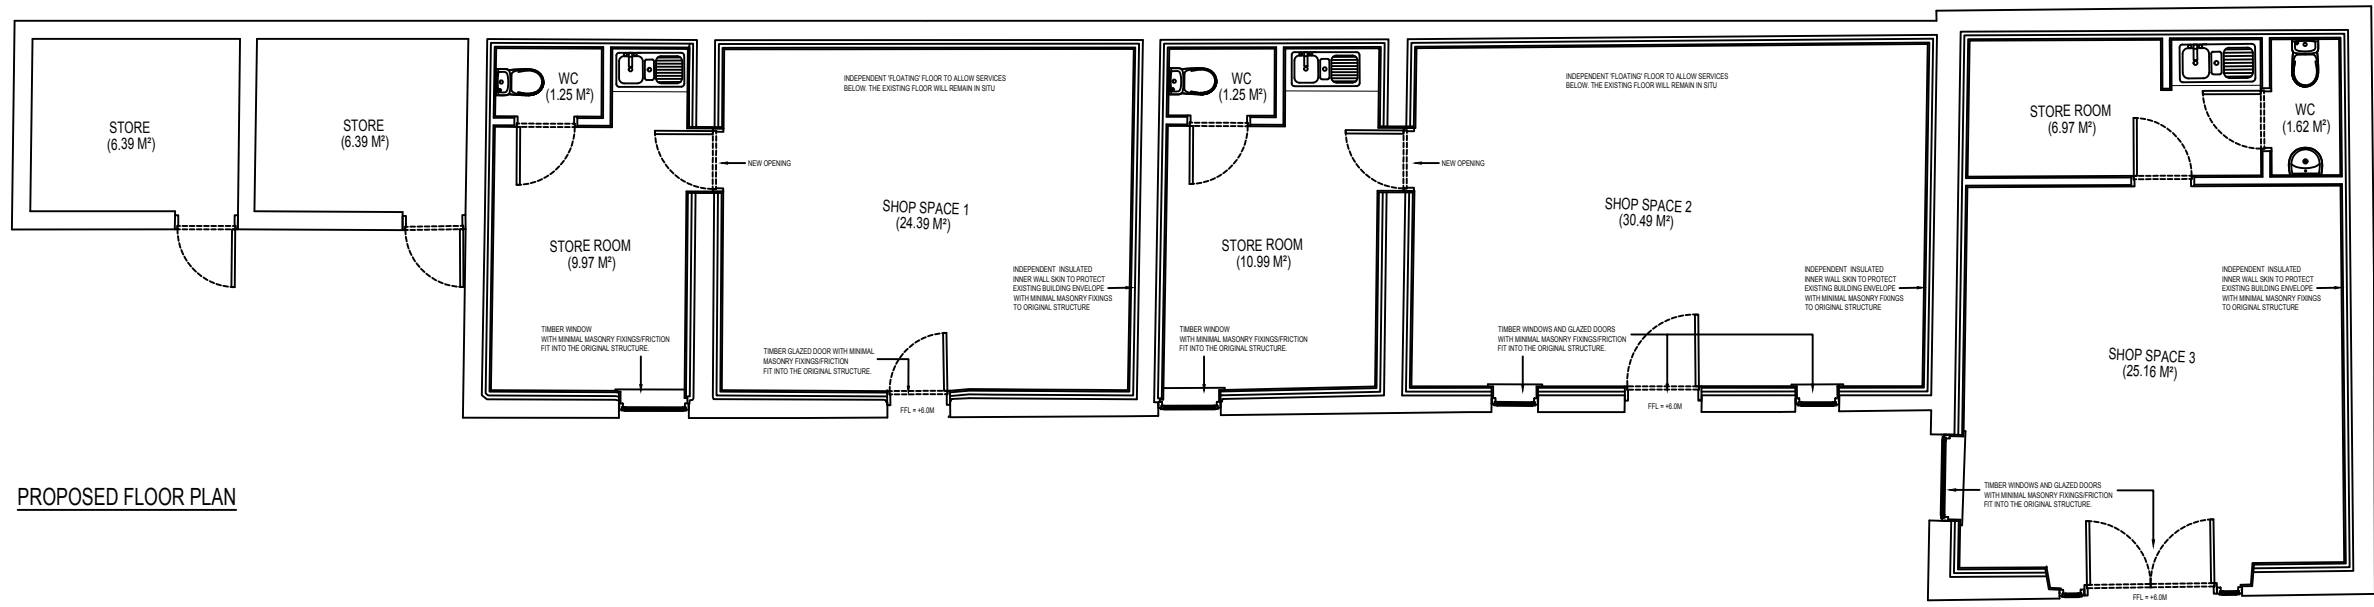 STORE
(6.39 M²)
STORE
(6.39 M²)
WC
(1.25 M²)
STORE ROOM
(9.97 M²)
TIMBER WINDOW
WITH MINIMAL MASONRY FIXINGS/FRICTION
FIT INTO THE ORIGINAL STRUCTURE.
INDEPENDENT 'FLOATING' FLOOR TO ALLOW SERVICES
BELOW. THE EXISTING FLOOR WILL REMAIN IN SITU
NEW OPENING
SHOP SPACE 1
(24.39 M²)
INDEPENDENT INSULATED
INNER WALL SKIN TO PROTECT
EXISTING BUILDING ENVELOPE
WITH MINIMAL MASONRY FIXINGS
TO ORIGINAL STRUCTURE
TIMBER GLAZED DOOR WITH MINIMAL
MASONRY FIXINGS/FRICTION
FIT INTO THE ORIGINAL STRUCTURE.
FFL = +6.0M
WC
(1.25 M²)
STORE ROOM
(10.99 M²)
TIMBER WINDOW
WITH MINIMAL MASONRY FIXINGS/FRICTION
FIT INTO THE ORIGINAL STRUCTURE.
INDEPENDENT 'FLOATING' FLOOR TO ALLOW SERVICES
BELOW. THE EXISTING FLOOR WILL REMAIN IN SITU
NEW OPENING
SHOP SPACE 2
(30.49 M²)
INDEPENDENT INSULATED
INNER WALL SKIN TO PROTECT
EXISTING BUILDING ENVELOPE
WITH MINIMAL MASONRY FIXINGS
TO ORIGINAL STRUCTURE
TIMBER WINDOWS AND GLAZED DOORS
WITH MINIMAL MASONRY FIXINGS/FRICTION
FIT INTO THE ORIGINAL STRUCTURE.
FFL = +6.0M
STORE ROOM
(6.97 M²)
WC
(1.62 M²)
INDEPENDENT INSULATED
INNER WALL SKIN TO PROTECT
EXISTING BUILDING ENVELOPE
WITH MINIMAL MASONRY FIXINGS
TO ORIGINAL STRUCTURE
SHOP SPACE 3
(25.16 M²)
TIMBER WINDOWS AND GLAZED DOORS
WITH MINIMAL MASONRY FIXINGS/FRICTION
FIT INTO THE ORIGINAL STRUCTURE.
FFL = +6.0M
PROPOSED FLOOR PLAN